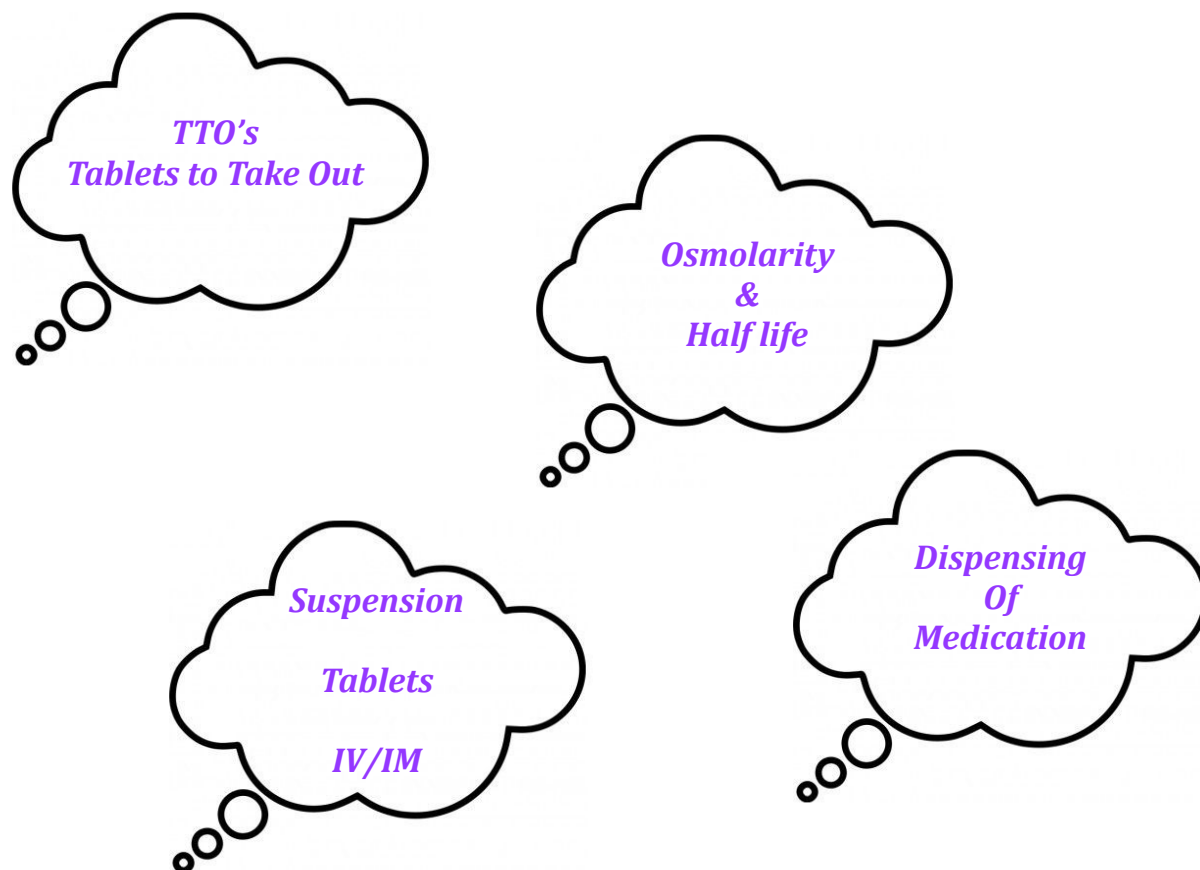 TTO’s
Tablets to Take Out
Osmolarity
&
Half life
Suspension
Tablets
IV/IM
Dispensing
Of
Medication